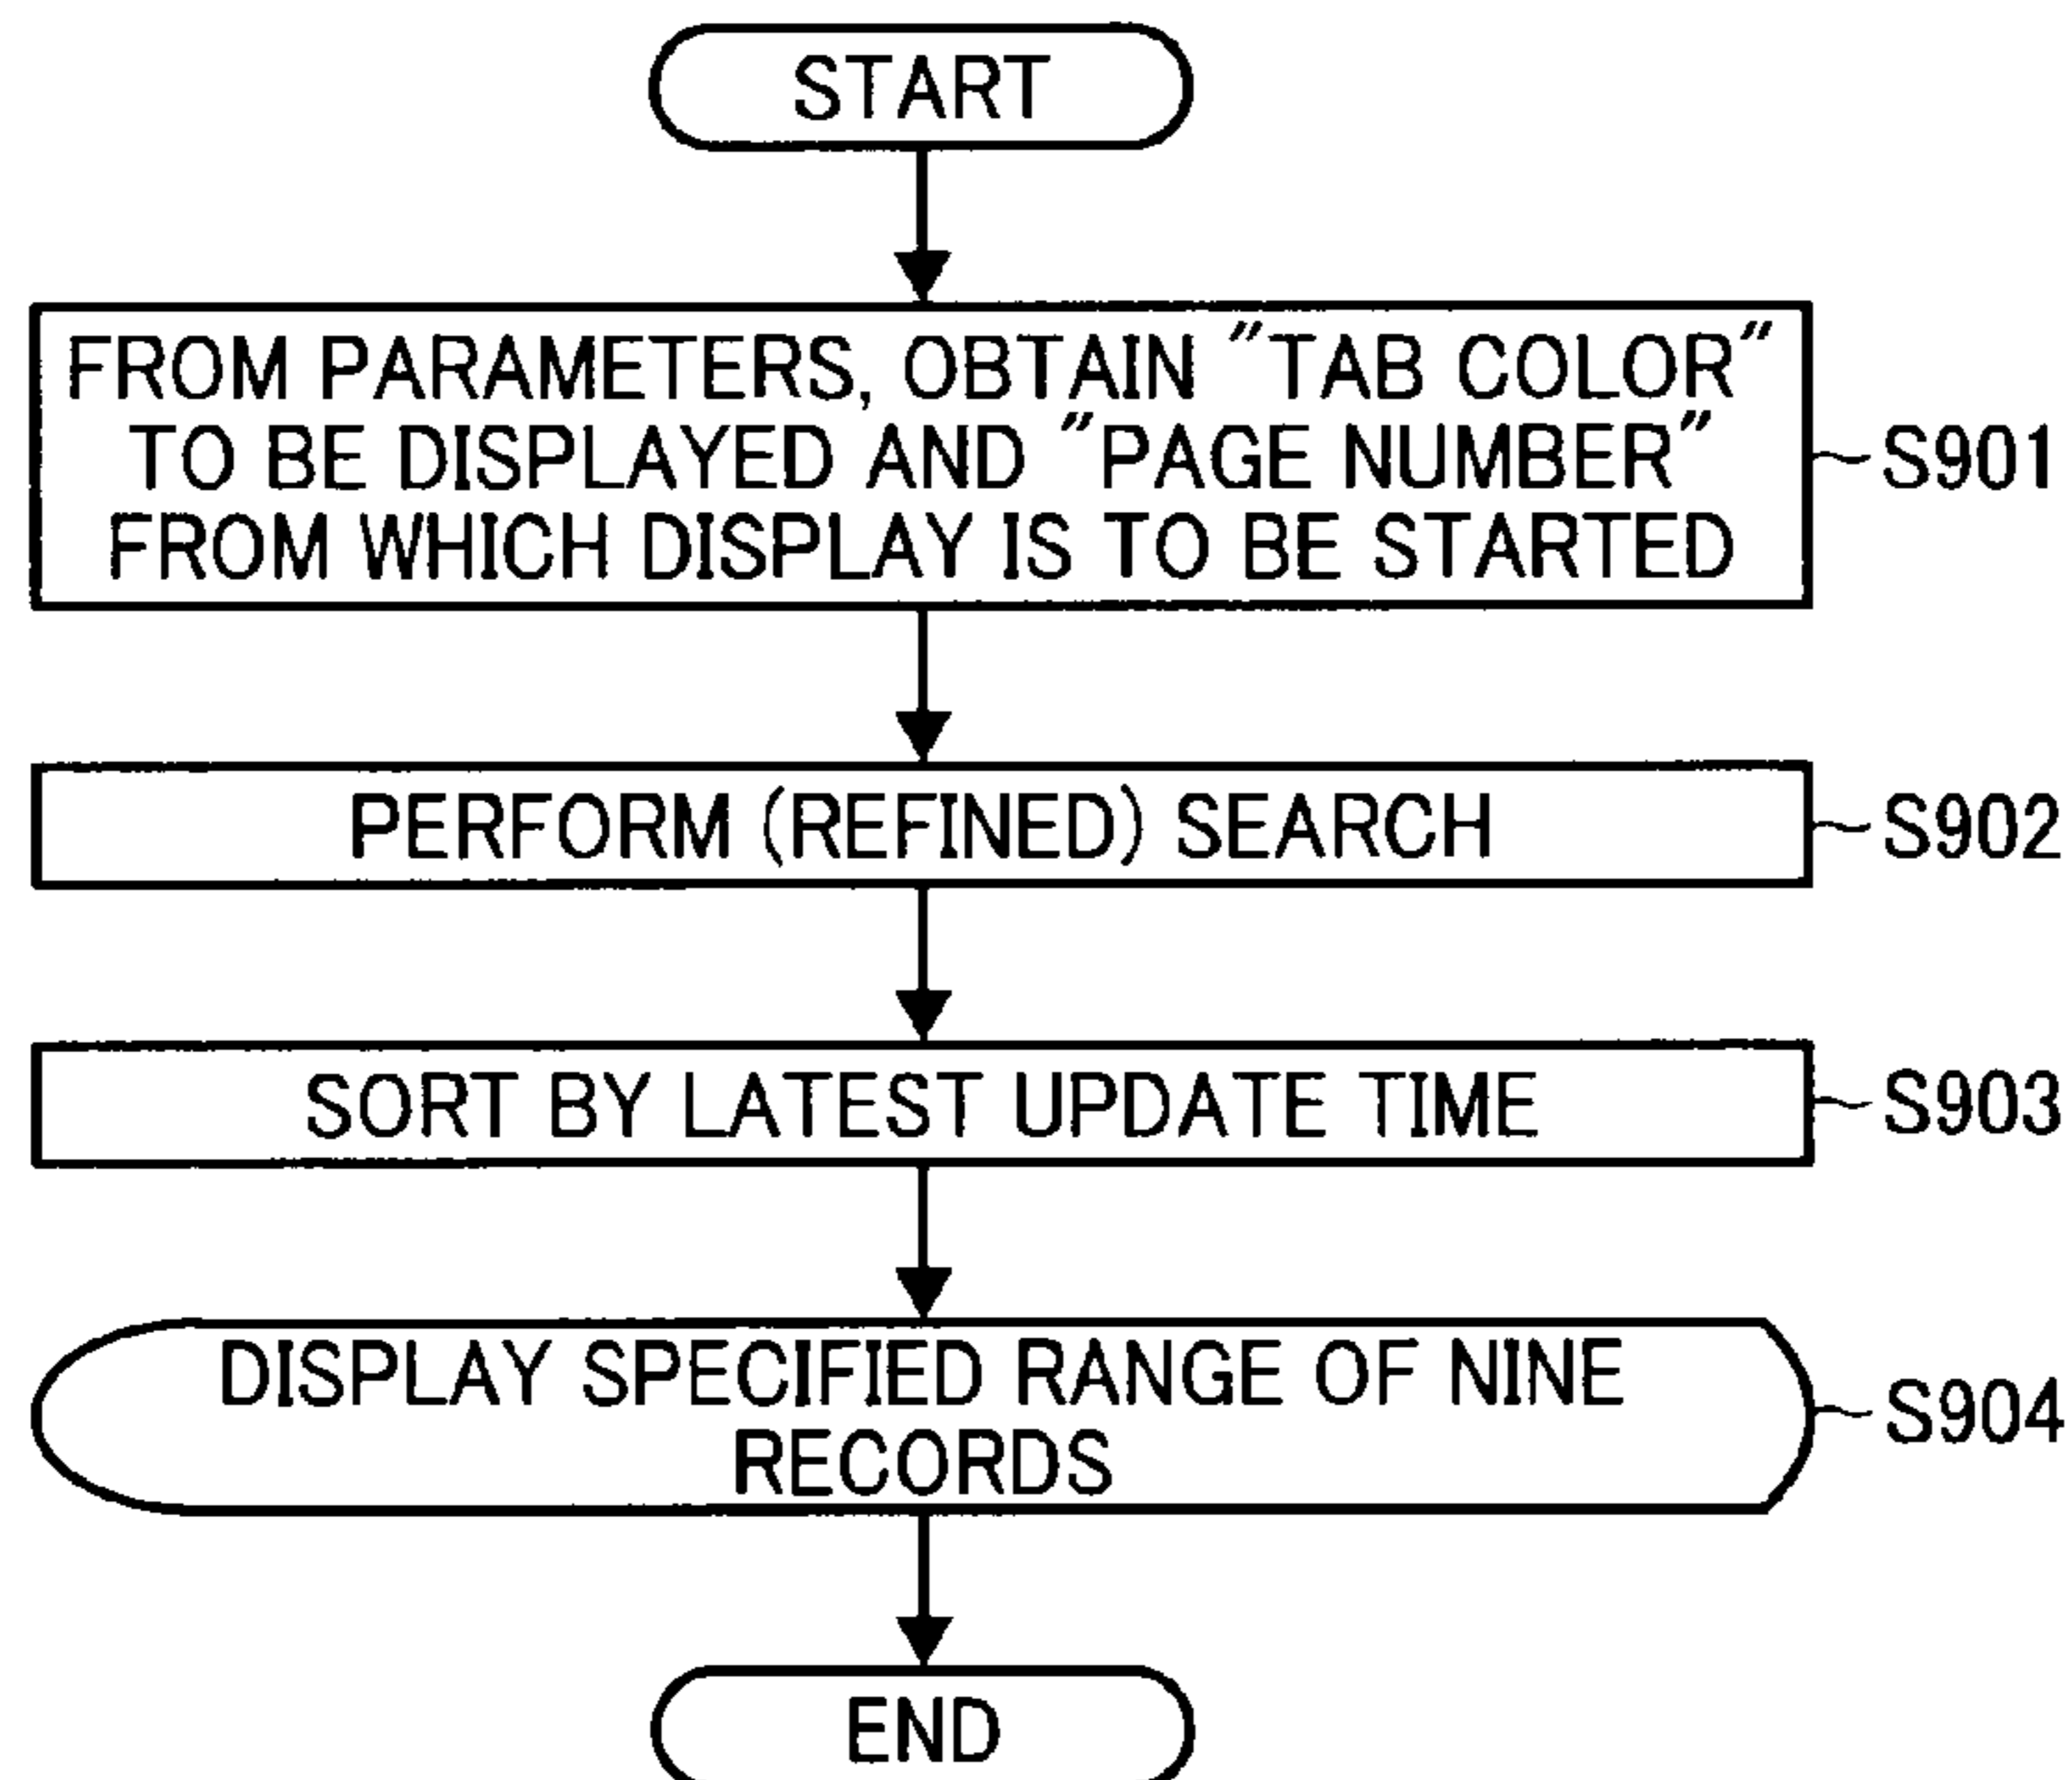 START
FROM PARAMETERS, OBTAIN "TAB COLOR"
TO BE DISPLAYED AND "PAGE NUMBER"
FROM WHICH DISPLAY IS TO BE STARTED
S901
PERFORM (REFINED) SEARCH
S902
SORT BY LATEST UPDATE TIME
S903
DISPLAY SPECIFIED RANGE OF NINE
RECORDS
S904
END